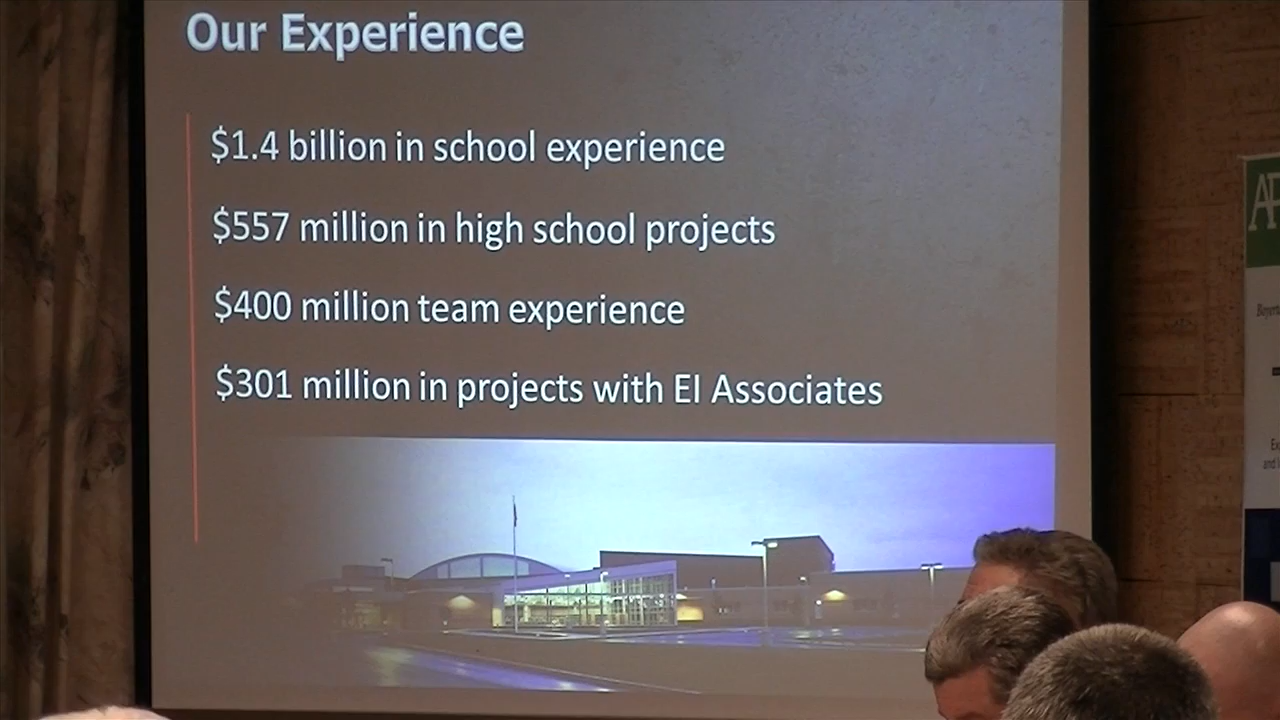 Our Experience
$1.4 billion in school experience
$557 million in high school projects
$400 million team experience
$301 million in projects with EI Associates